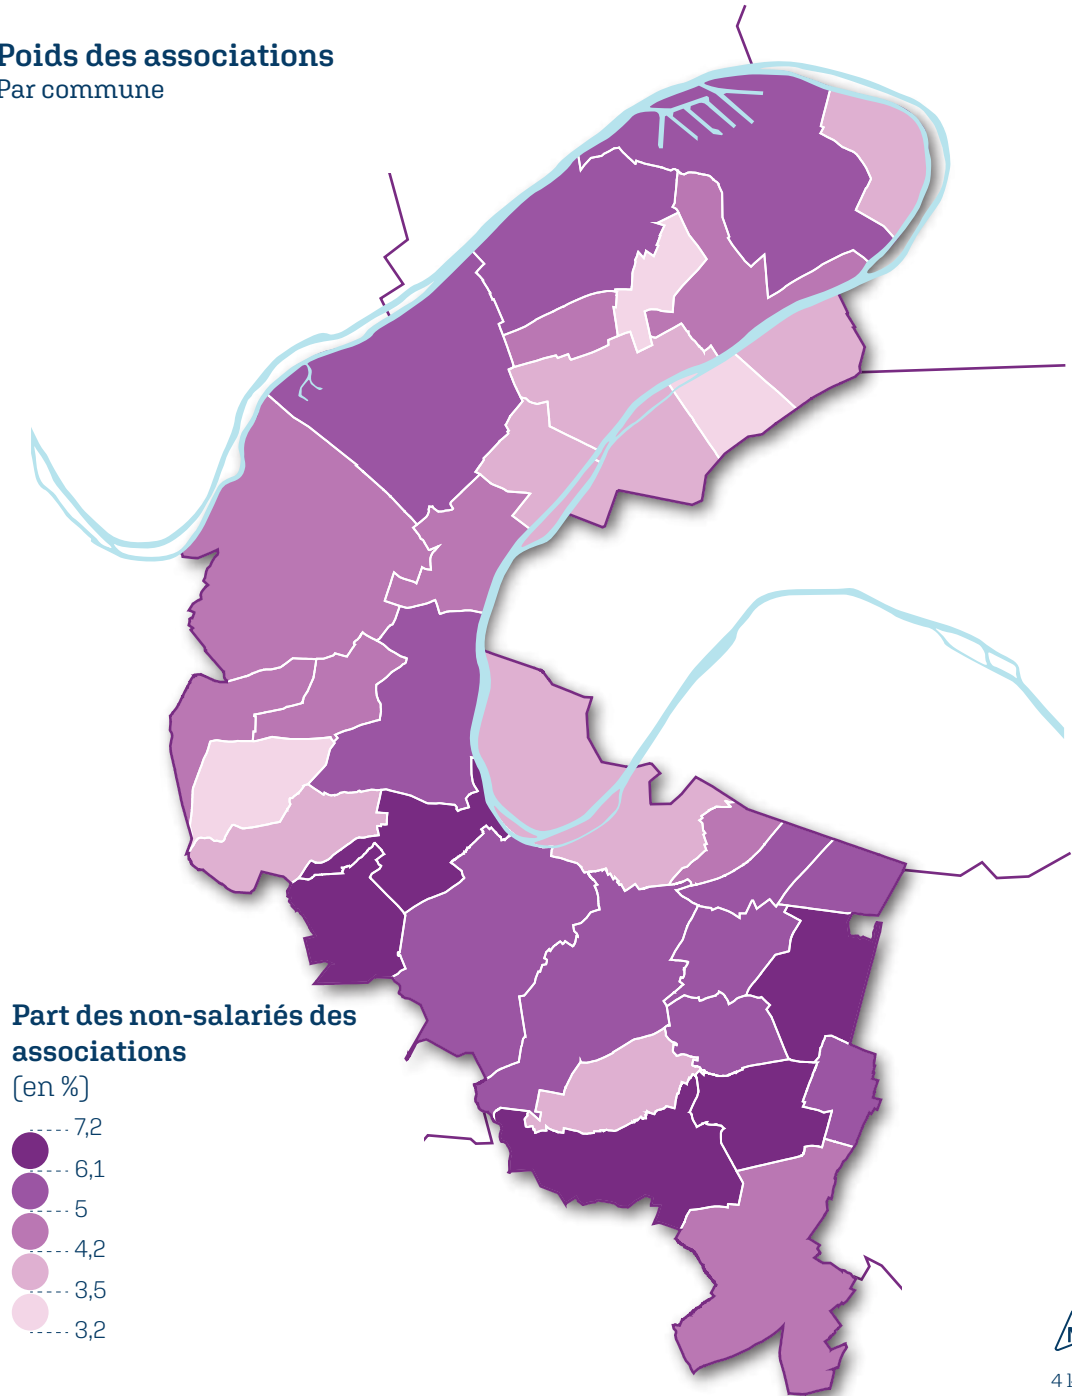 Poids des associations
Par commune
Part des non-salariés des
associations
(en %)
7,2
6,1
5
4,2
3,5
3,2